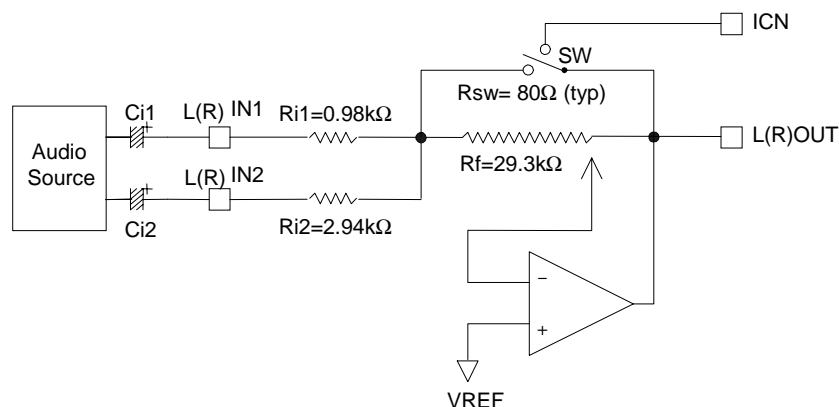 ICN
SW
Rsw= 80Ω (typ)
Ci1
L(R) IN1
Ri1=0.98kΩ
L(R)OUT
Audio
Source
Rf=29.3kΩ
L(R) IN2
Ci2
Ri2=2.94kΩ
−
+
VREF